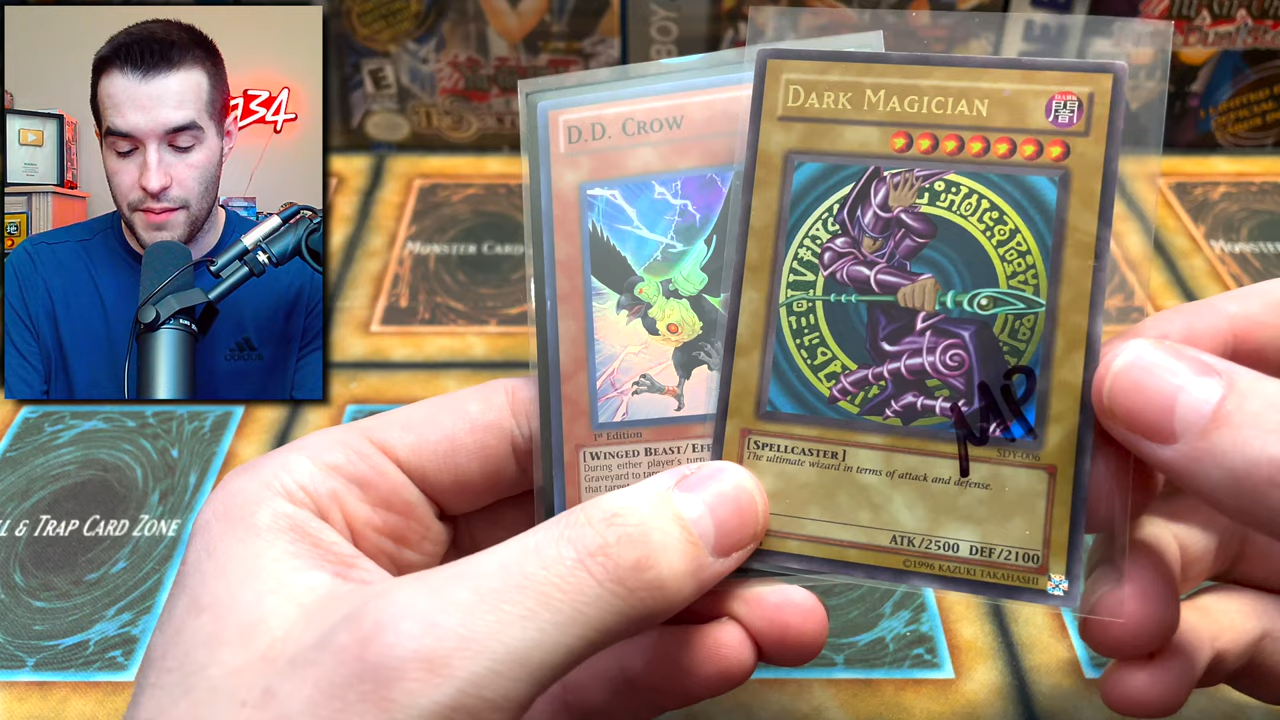 934
E
BOY
MONSTER CARD
MONSTER
L & TRAP CARD ZONE
D.D. CROW
1st Edition
[WINGED BEAST/EFF
During either player's turn
Graveyard to
that target
DARK MAGICIAN
DARK
闇
MP
SDY-006
[SPELLCASTER]
The ultimate wizard in terms of attack and defense.
ATK/2500 DEF/2100
©1996 KAZUKI TAKAHASHI